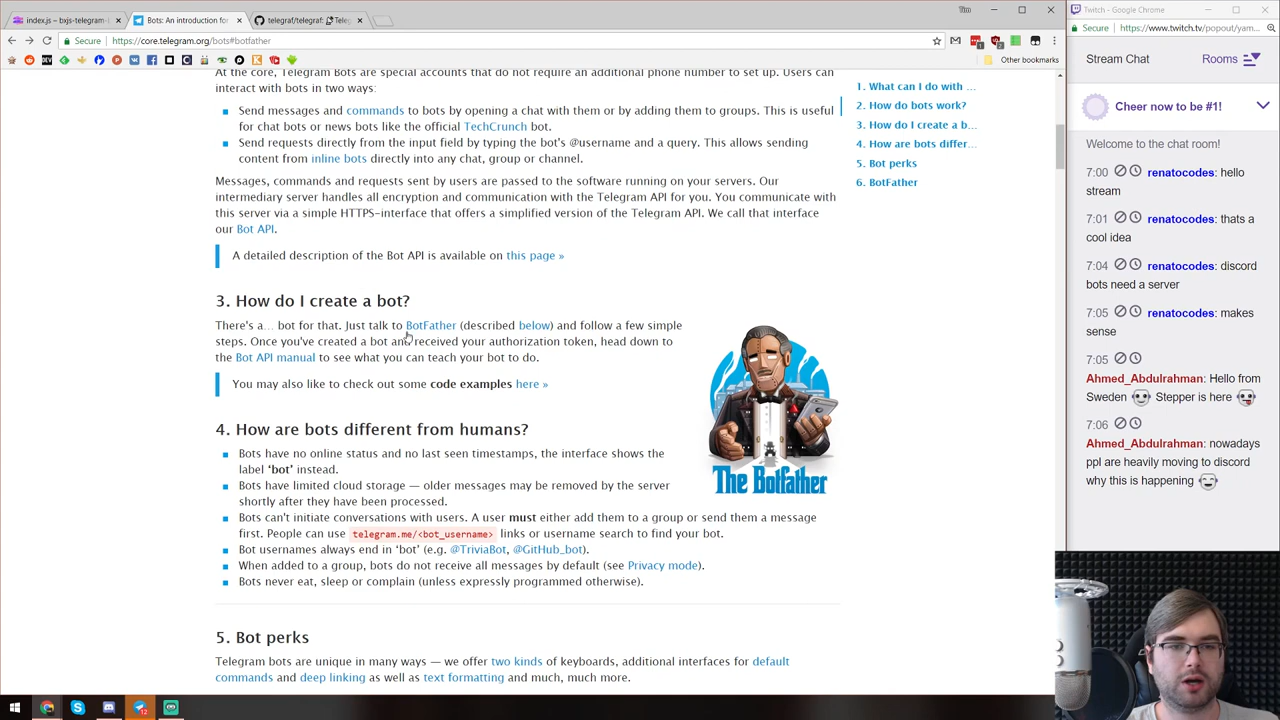 index.js – bxjs-telegram-
Bots: An introduction for
telegraf/telegraf:
Teleg
Tim
Secure
https://core.telegram.org/bots#botfather
Other bookmarks
At the core, Telegram Bots are special accounts that do not require an additional phone number to set up. Users can
interact with bots in two ways:
Send messages and commands to bots by opening a chat with them or by adding them to groups. This is useful
for chat bots or news bots like the official TechCrunch bot.
Send requests directly from the input field by typing the bot's @username and a query. This allows sending
content from inline bots directly into any chat, group or channel.
Messages, commands and requests sent by users are passed to the software running on your servers. Our
intermediary server handles all encryption and communication with the Telegram API for you. You communicate with
this server via a simple HTTPS-interface that offers a simplified version of the Telegram API. We call that interface
our Bot API.
A detailed description of the Bot API is available on this page »
3. How do I create a bot?
There's a… bot for that. Just talk to BotFather (described below) and follow a few simple
steps. Once you've created a bot and received your authorization token, head down to
the Bot API manual to see what you can teach your bot to do.
You may also like to check out some code examples here »
The Botfather
4. How are bots different from humans?
Bots have no online status and no last seen timestamps, the interface shows the
label ‘bot’ instead.
Bots have limited cloud storage — older messages may be removed by the server
shortly after they have been processed.
Bots can't initiate conversations with users. A user must either add them to a group or send them a message
first. People can use telegram.me/<bot_username> links or username search to find your bot.
Bot usernames always end in ‘bot’ (e.g. @TriviaBot, @GitHub_bot).
When added to a group, bots do not receive all messages by default (see Privacy mode).
Bots never eat, sleep or complain (unless expressly programmed otherwise).
5. Bot perks
Telegram bots are unique in many ways — we offer two kinds of keyboards, additional interfaces for default
commands and deep linking as well as text formatting and much, much more.
1. What can I do with …
2. How do bots work?
3. How do I create a b…
4. How are bots differ…
5. Bot perks
6. BotFather
Twitch - Google Chrome
Secure
https://www.twitch.tv/popout/yam
Stream Chat
Rooms
Cheer now to be #1!
Welcome to the chat room!
7:00 renatocodes: hello
stream
7:01 renatocodes: thats a
cool idea
7:04 renatocodes: discord
bots need a server
7:05 renatocodes: makes
sense
7:05
Ahmed_Abdulrahman: Hello from
Sweden Stepper is here
7:06
Ahmed_Abdulrahman: nowadays
ppl are heavily moving to discord
why this is happening
12